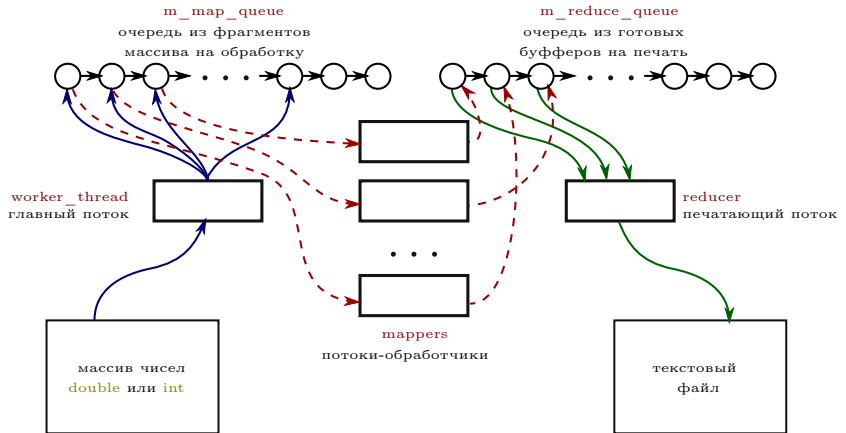 m_map_queue
очередь из фрагментов
массива на обработку
m_reduce_queue
очередь из готовых
буфферов на печать
worker_thread
главный поток
reducer
печатающий поток
mappers
потоки-обработчики
массив чисел
double или int
текстовый
файл